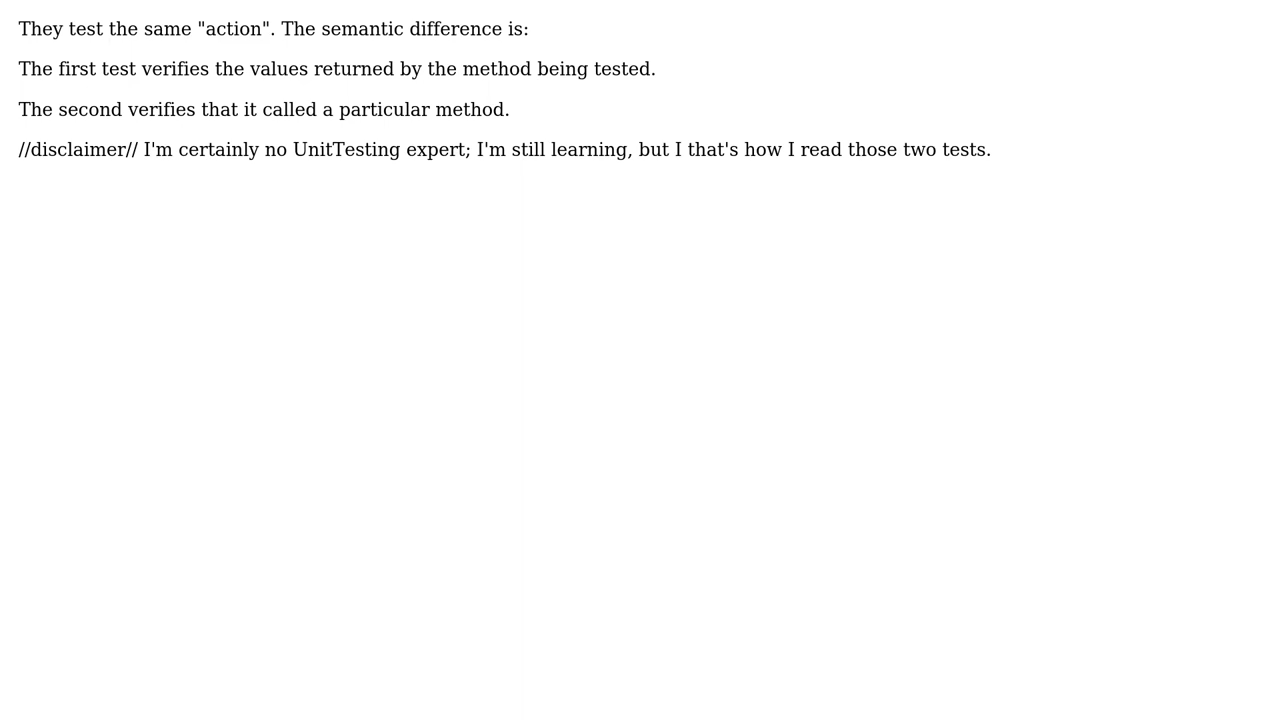 They test the same "action". The semantic difference is:
The first test verifies the values returned by the method being tested.
The second verifies that it called a particular method.
//disclaimer// I'm certainly no UnitTesting expert; I'm still learning, but I that's how I read those two tests.